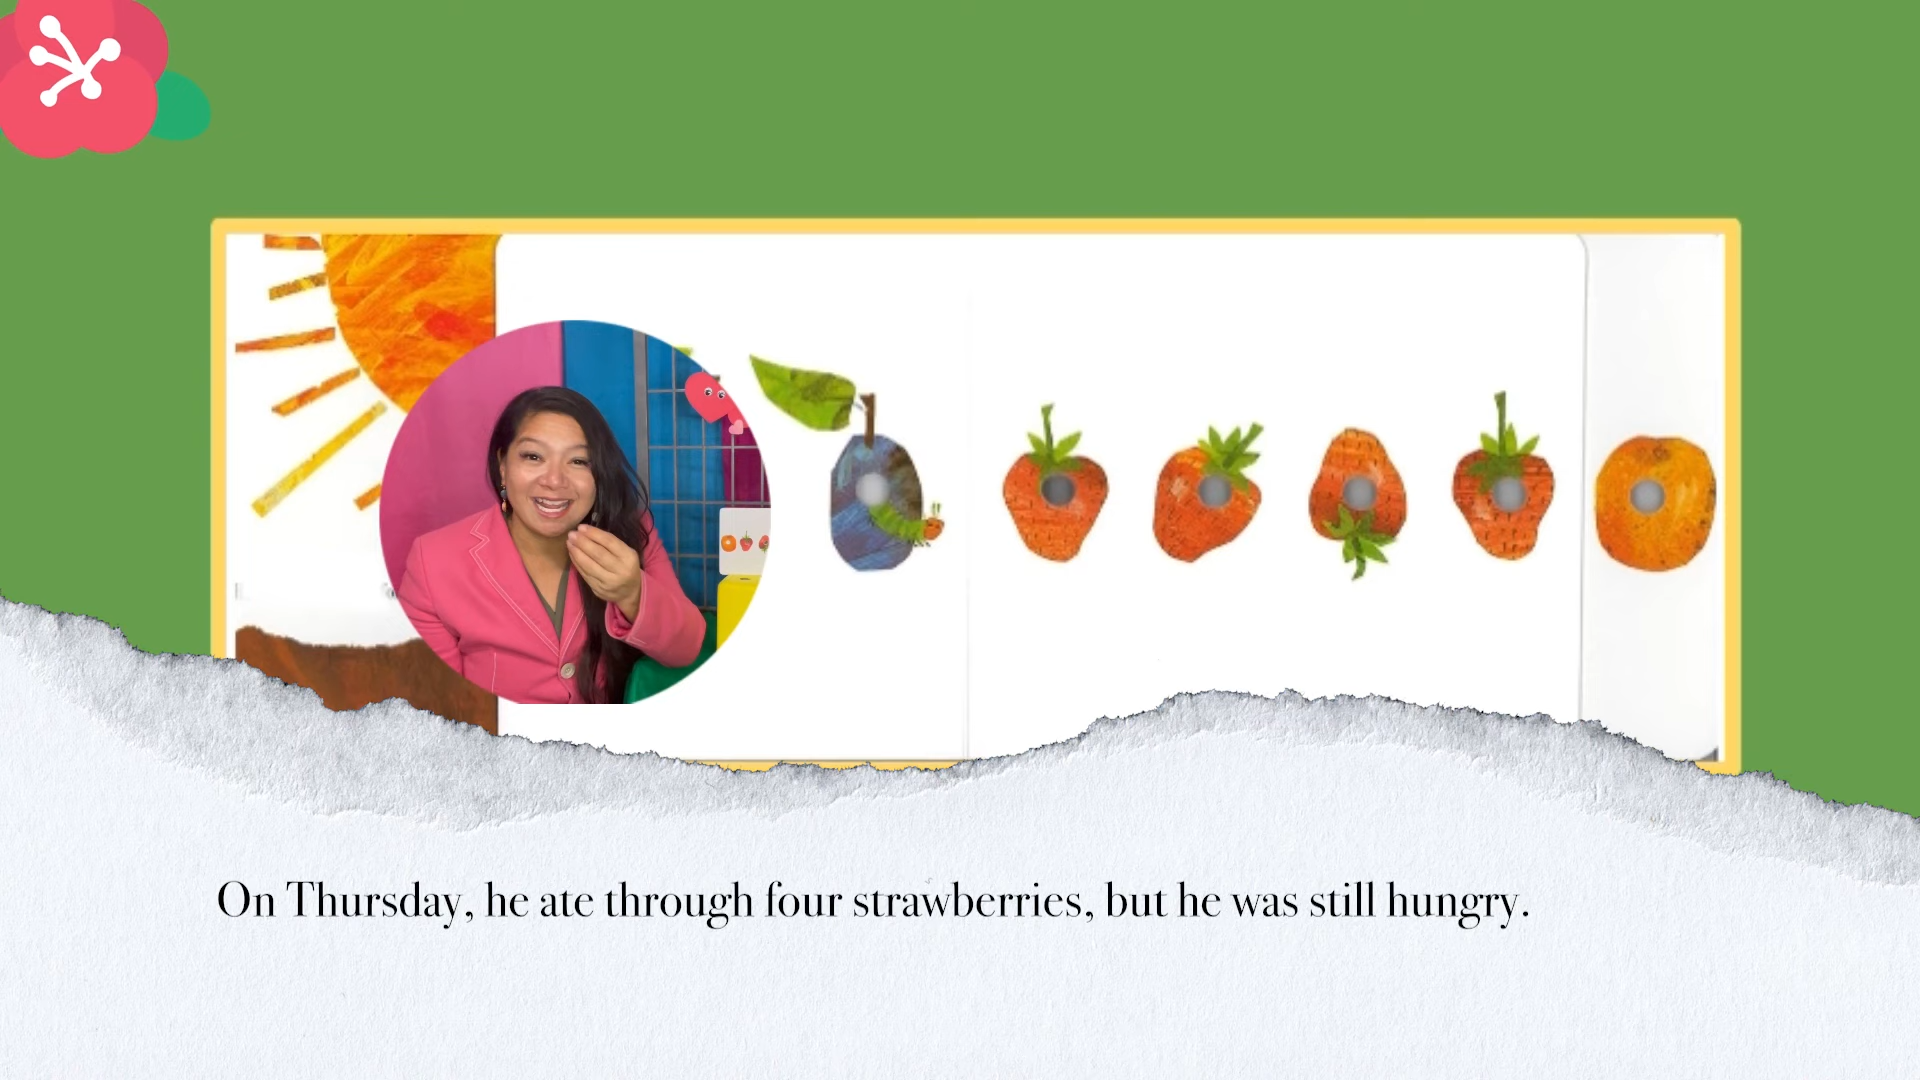 On Thursday, he ate through four strawberries, but he was still hungry.